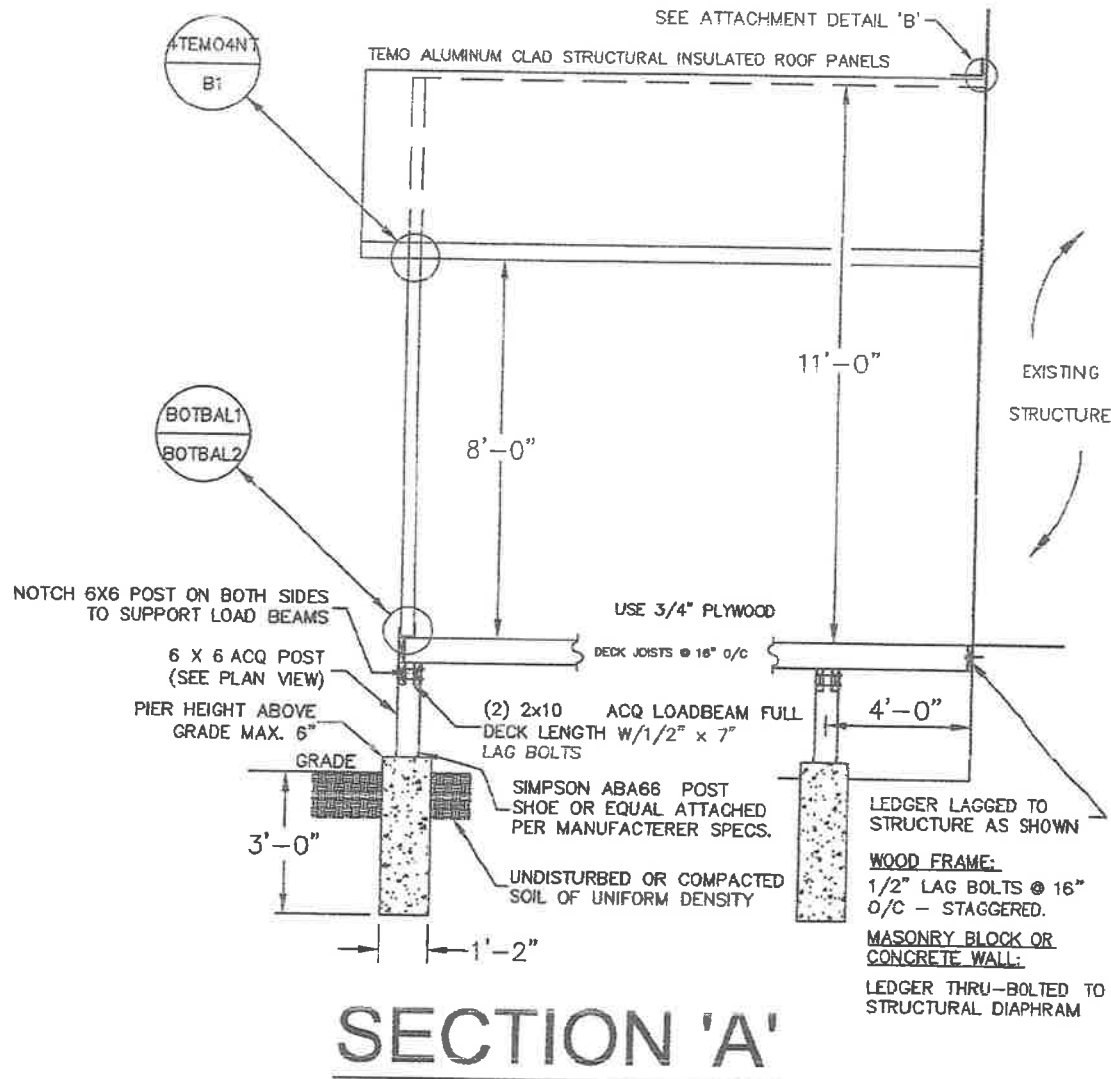 SEE ATTACHMENT DETAIL 'B'
4TEMO4NT
B1
TEMO ALUMINUM CLAD STRUCTURAL INSULATED ROOF PANELS
11'-0"
EXISTING
STRUCTURE
8'-0"
BOTBAL1
BOTBAL2
NOTCH 6X6 POST ON BOTH SIDES
TO SUPPORT LOAD BEAMS
USE 3/4" PLYWOOD
DECK JOISTS @ 16" O/C
6 X 6 ACQ POST
(SEE PLAN VIEW)
PIER HEIGHT ABOVE
GRADE MAX. 6"
GRADE
(2) 2x10 ACQ LOADBEAM FULL
DECK LENGTH W/1/2" x 7"
LAG BOLTS
4'-0"
SIMPSON ABA66 POST
SHOE OR EQUAL ATTACHED
PER MANUFACTERER SPECS.
3'-0"
UNDISTURBED OR COMPACTED
SOIL OF UNIFORM DENSITY
1'-2"
LEDGER LAGGED TO
STRUCTURE AS SHOWN
WOOD FRAME:
1/2" LAG BOLTS @ 16"
O/C - STAGGERED.
MASONRY BLOCK OR
CONCRETE WALL:
LEDGER THRU-BOLTED TO
STRUCTURAL DIAPHRAM
SECTION 'A'